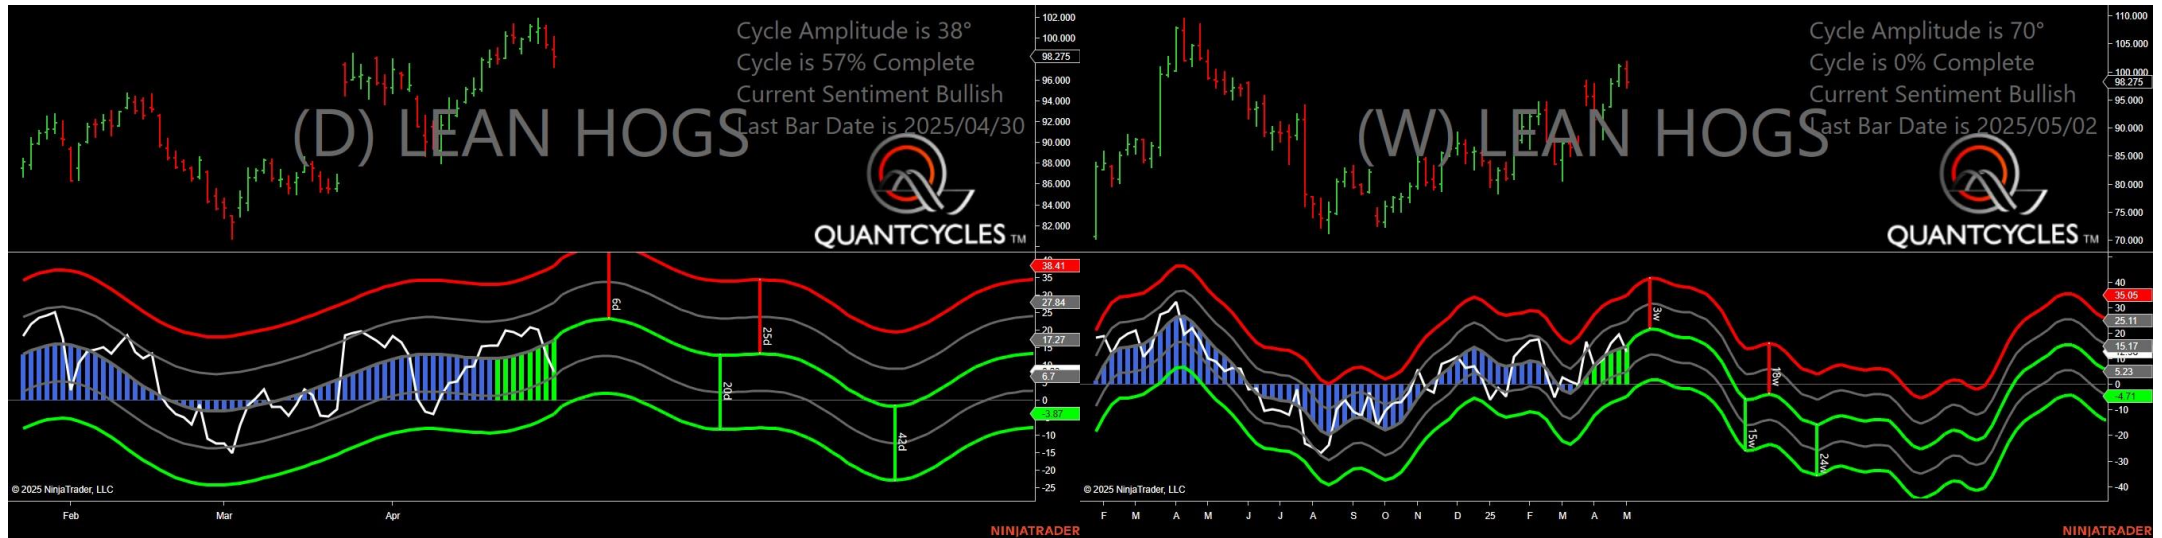 Cycle Amplitude is 38°
Cycle is 57% Complete
Current Sentiment Bullish
Last Bar Date is 2025/04/30
(D) LEAN HOGS
QUANTCYCLES TM
102.000
100.000
98.275
96.000
94.000
92.000
90.000
88.000
86.000
84.000
82.000
38.41
35
27.84
25
20
17.27
15
6.7
0
-3.87
-10
-15
-20
-25
6d
25d
20d
42d
© 2025 NinjaTrader, LLC
Feb Mar Apr
NINJATRADER
Cycle Amplitude is 70°
Cycle is 0% Complete
Current Sentiment Bullish
Last Bar Date is 2025/05/02
(W) LEAN HOGS
QUANTCYCLES TM
110.000
105.000
100.000
98.275
95.000
90.000
85.000
80.000
75.000
70.000
40
35.05
30
25.11
20
15.17
10
5.23
0
-4.71
-10
-20
-30
-40
3w
18w
15w
24w
© 2025 NinjaTrader, LLC
F M A M J J A S O N D 25 F M A M
NINJATRADER